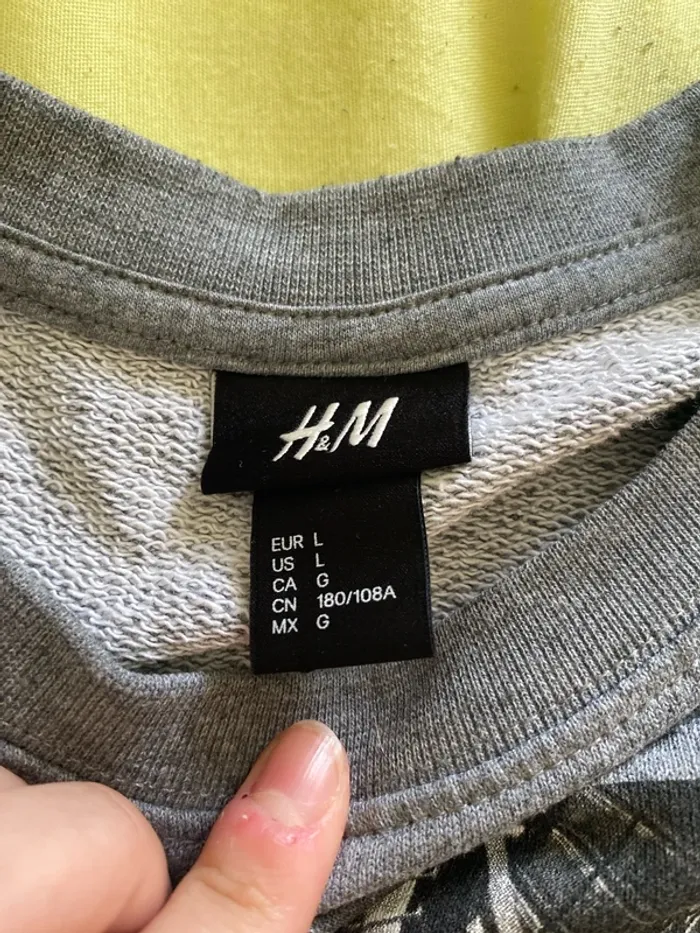 H&M
EUR L
US L
CA G
CN 180/108A
MX G